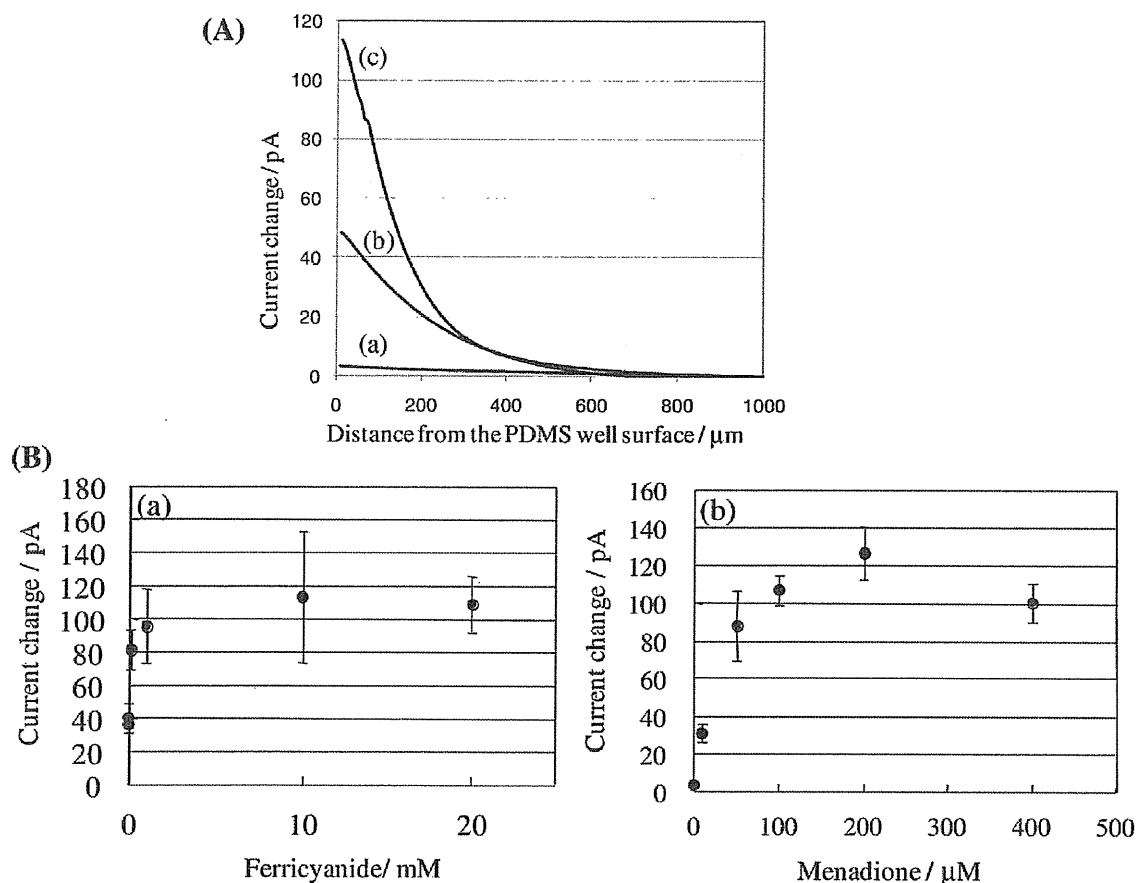 (A)
120
100
80
60
40
20
0
Current change / pA
(c)
(b)
(a)
0 200 400 600 800 1000
Distance from the PDMS well surface / μm
(B)
(a)
180
160
140
120
100
80
60
40
20
0
Current change / pA
0 10 20
Ferricyanide/ mM
(b)
160
140
120
100
80
60
40
20
0
Current change / pA
0 100 200 300 400 500
Menadione / μM